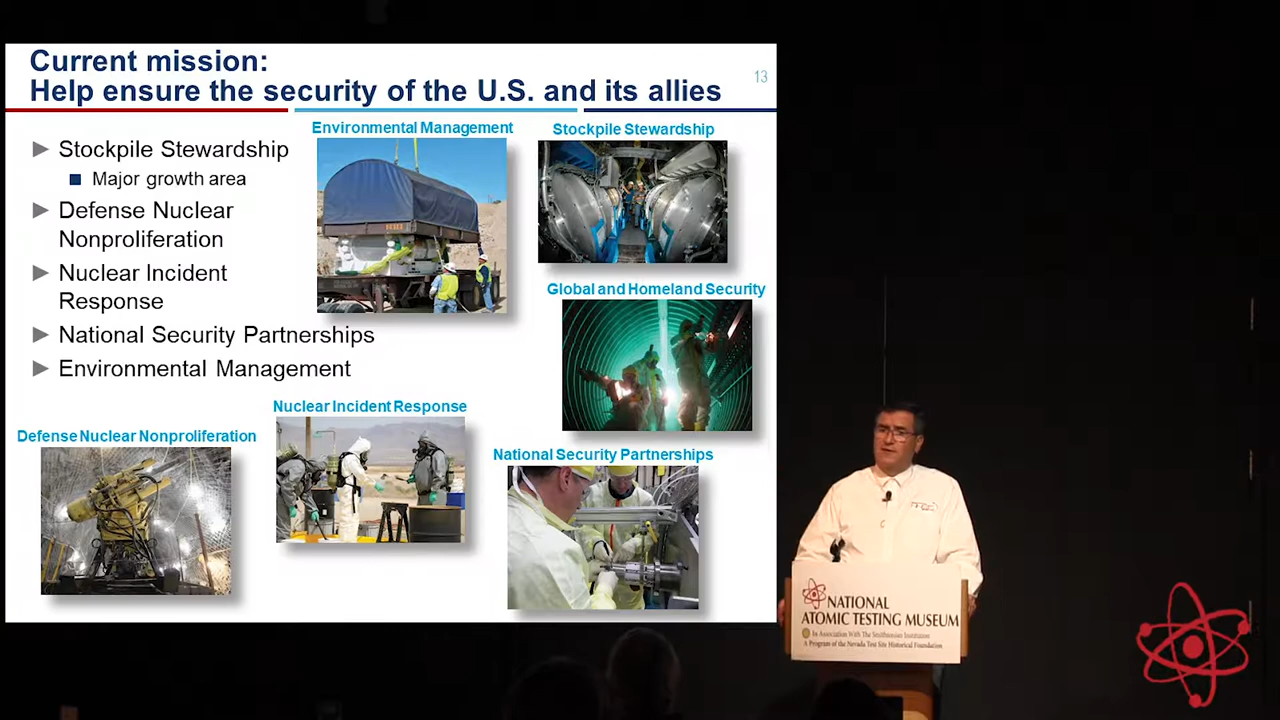 Current mission:
Help ensure the security of the U.S. and its allies
13
Stockpile Stewardship
Major growth area
Defense Nuclear
Nonproliferation
Nuclear Incident
Response
National Security Partnerships
Environmental Management
Environmental Management
Stockpile Stewardship
Global and Homeland Security
Nuclear Incident Response
Defense Nuclear Nonproliferation
National Security Partnerships
NATIONAL
ATOMIC TESTING MUSEUM
In Association With The Smithsonian Institution
A Program of the Nevada Test Site Historical Foundation